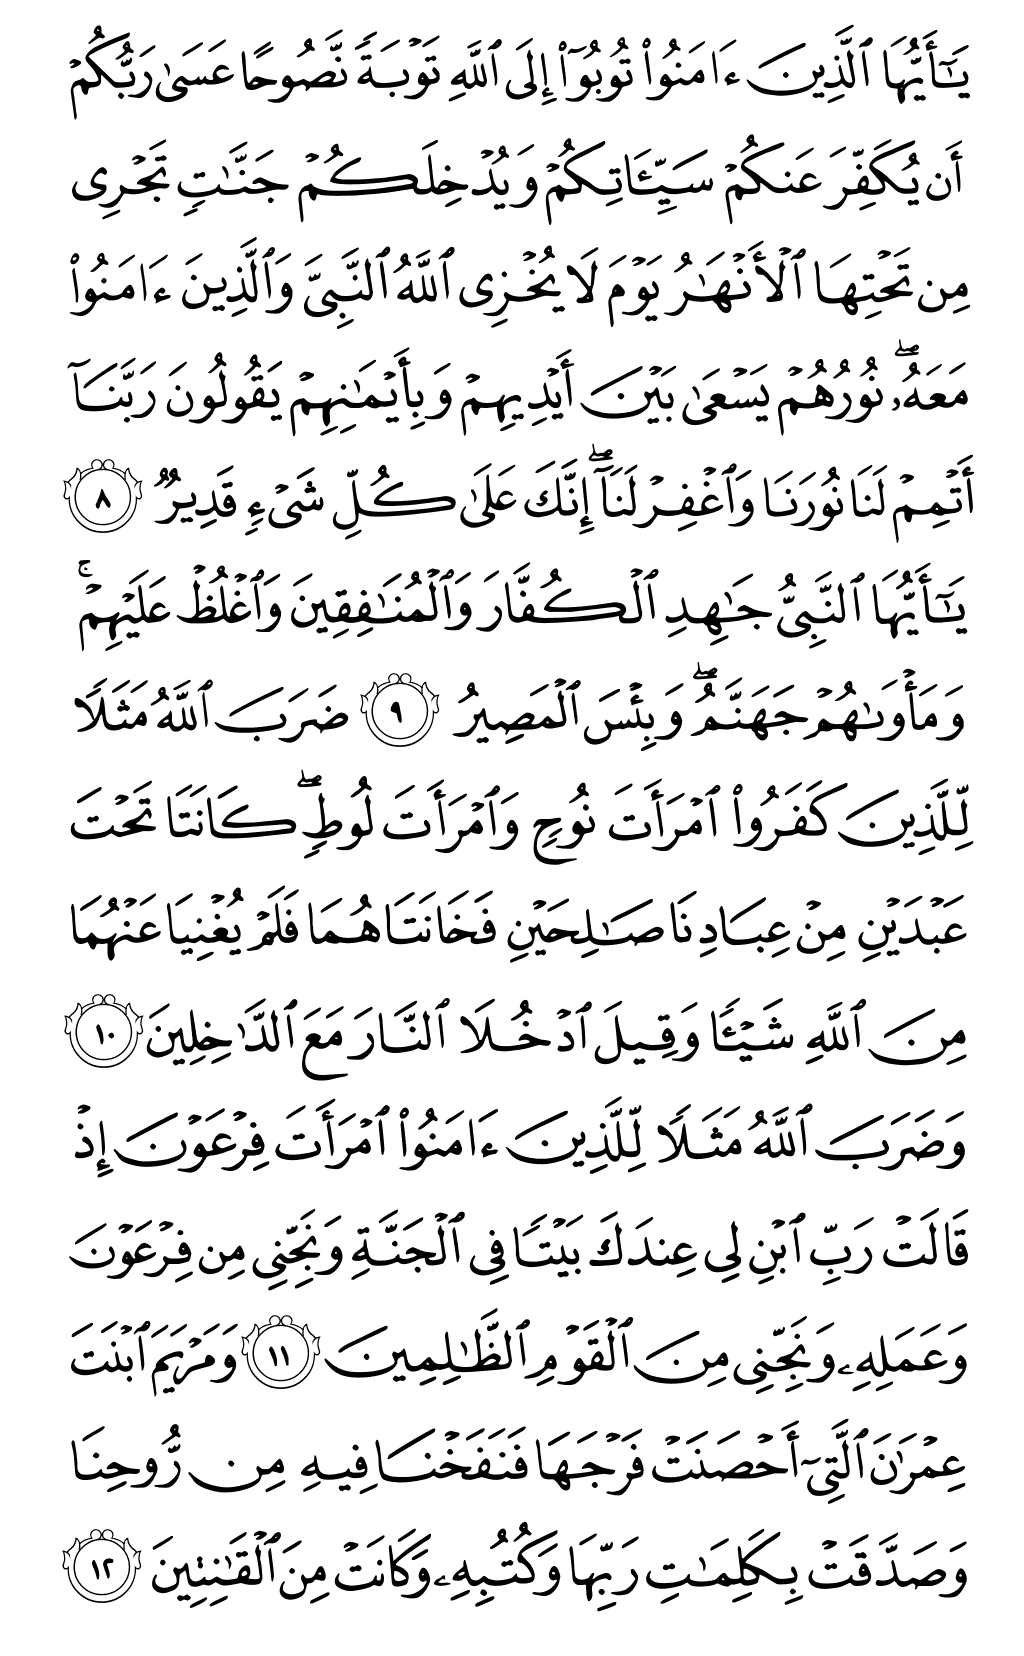 يَـٰٓأَيُّهَا ٱلَّذِينَ ءَامَنُوا۟ تُوبُوٓا۟ إِلَى ٱللَّهِ تَوْبَةً نَّصُوحًا عَسَىٰ رَبُّكُمْ
أَن يُكَفِّرَ عَنكُمْ سَيِّـَٔاتِكُمْ وَيُدْخِلَكُمْ جَنَّـٰتٍ تَجْرِى
مِن تَحْتِهَا ٱلْأَنْهَـٰرُ يَوْمَ لَا يُخْزِى ٱللَّهُ ٱلنَّبِىَّ وَٱلَّذِينَ ءَامَنُوا۟
مَعَهُۥ ۖ نُورُهُمْ يَسْعَىٰ بَيْنَ أَيْدِيهِمْ وَبِأَيْمَـٰنِهِمْ يَقُولُونَ رَبَّنَآ
أَتْمِمْ لَنَا نُورَنَا وَٱغْفِرْ لَنَآ ۖ إِنَّكَ عَلَىٰ كُلِّ شَىْءٍ قَدِيرٌ ٨
يَـٰٓأَيُّهَا ٱلنَّبِىُّ جَـٰهِدِ ٱلْكُفَّارَ وَٱلْمُنَـٰفِقِينَ وَٱغْلُظْ عَلَيْهِمْ ۚ
وَمَأْوَىٰهُمْ جَهَنَّمُ ۖ وَبِئْسَ ٱلْمَصِيرُ ٩ ضَرَبَ ٱللَّهُ مَثَلًا
لِّلَّذِينَ كَفَرُوا۟ ٱمْرَأَتَ نُوحٍ وَٱمْرَأَتَ لُوطٍ ۖ كَانَتَا تَحْتَ
عَبْدَيْنِ مِنْ عِبَادِنَا صَـٰلِحَيْنِ فَخَانَتَاهُمَا فَلَمْ يُغْنِيَا عَنْهُمَا
مِنَ ٱللَّهِ شَيْـًٔا وَقِيلَ ٱدْخُلَا ٱلنَّارَ مَعَ ٱلدَّٰخِلِينَ ١٠
وَضَرَبَ ٱللَّهُ مَثَلًا لِّلَّذِينَ ءَامَنُوا۟ ٱمْرَأَتَ فِرْعَوْنَ إِذْ
قَالَتْ رَبِّ ٱبْنِ لِى عِندَكَ بَيْتًا فِى ٱلْجَنَّةِ وَنَجِّنِى مِن فِرْعَوْنَ
وَعَمَلِهِۦ وَنَجِّنِى مِنَ ٱلْقَوْمِ ٱلظَّـٰلِمِينَ ١١ وَمَرْيَمَ ٱبْنَتَ
عِمْرَٰنَ ٱلَّتِىٓ أَحْصَنَتْ فَرْجَهَا فَنَفَخْنَا فِيهِ مِن رُّوحِنَا
وَصَدَّقَتْ بِكَلِمَـٰتِ رَبِّهَا وَكُتُبِهِۦ وَكَانَتْ مِنَ ٱلْقَـٰنِتِينَ ١٢